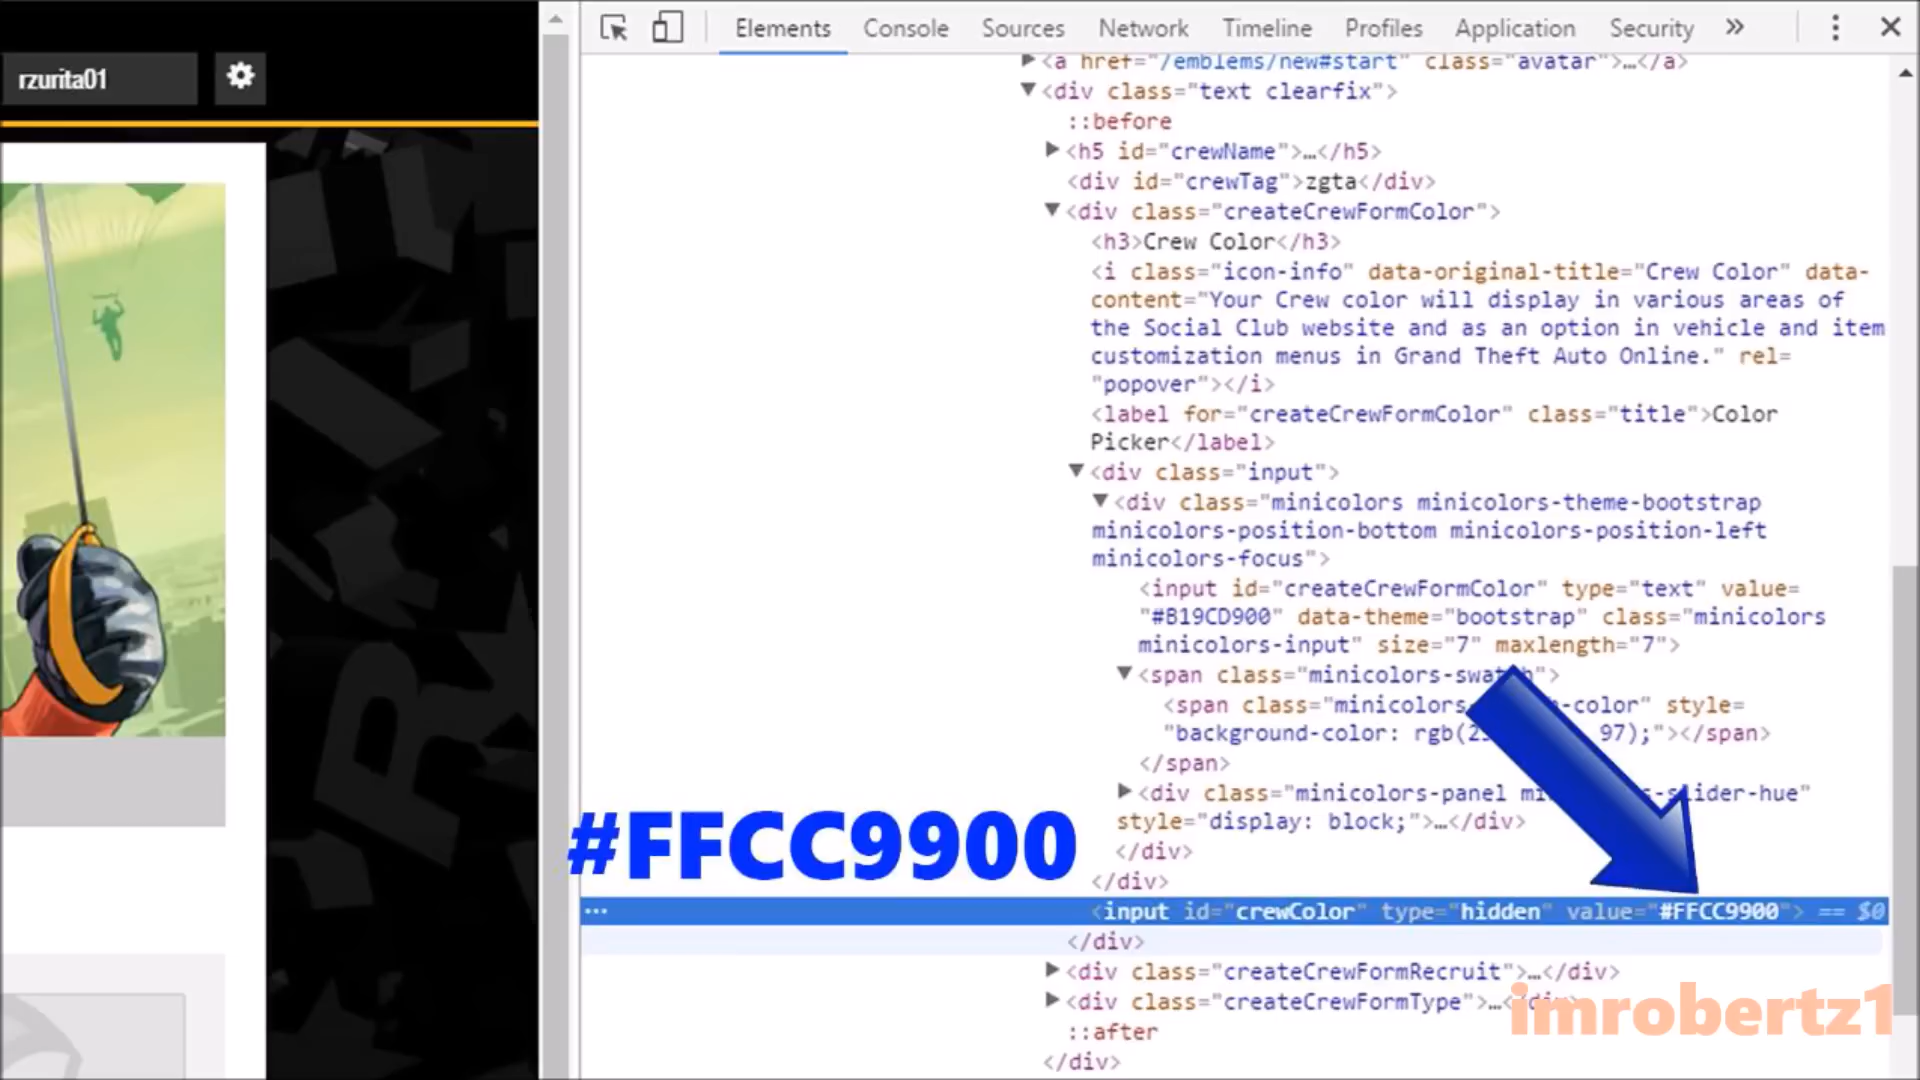 rzurita01
Elements Console Sources Network Timeline Profiles Application Security »
<a href="/emblems/new#start" class="avatar">…</a>
<div class="text clearfix">
::before
<h5 id="crewName">…</h5>
<div id="crewTag">zgta</div>
<div class="createCrewFormColor">
<h3>Crew Color</h3>
<i class="icon-info" data-original-title="Crew Color" data-
content="Your Crew color will display in various areas of
the Social Club website and as an option in vehicle and item
customization menus in Grand Theft Auto Online." rel=
"popover"></i>
<label for="createCrewFormColor" class="title">Color
Picker</label>
<div class="input">
<div class="minicolors minicolors-theme-bootstrap
minicolors-position-bottom minicolors-position-left
minicolors-focus">
<input id="createCrewFormColor" type="text" value=
"#B19CD900" data-theme="bootstrap" class="minicolors
minicolors-input" size="7" maxlength="7">
<span class="minicolors-swatch">
<span class="minicolors -color" style=
"background-color: rgb( 97);"></span>
</span>
<div class="minicolors-panel slider-hue"
style="display: block;">…</div>
</div>
</div>
#FFCC9900
… <input id="crewColor" type="hidden" value="#FFCC9900"> == $0
</div>
<div class="createCrewFormRecruit">…</div>
<div class="createCrewFormType">…</div>
imrobertz1
::after
</div>